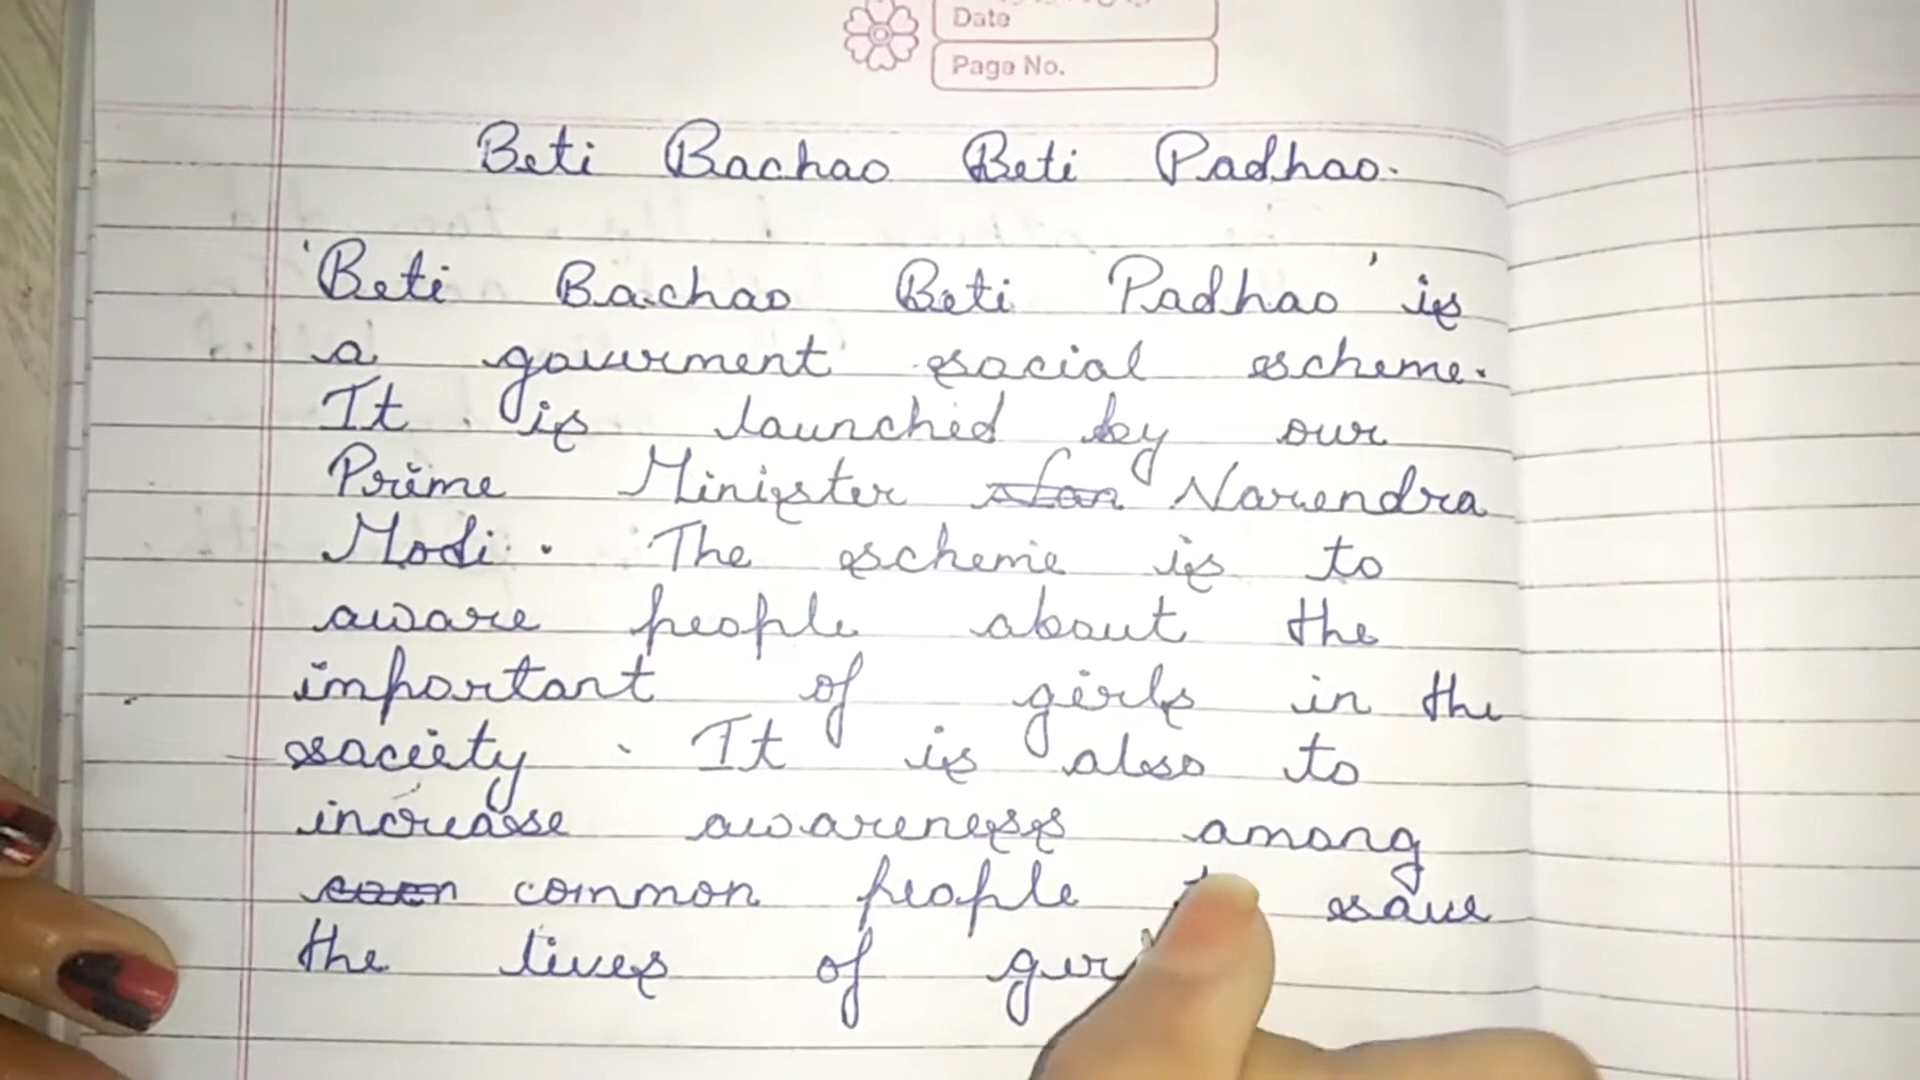 Date
Page No.
Beti Bachao Beti Padhao.
'Beti Bachao Beti Padhao' is
a gouvrment social scheme.
It is launched by our
Prime Minister Narendra
Modi. The scheme is to
aware people about the
important of girls in the
society. It is also to
increase awareness among
common people save
the lives of